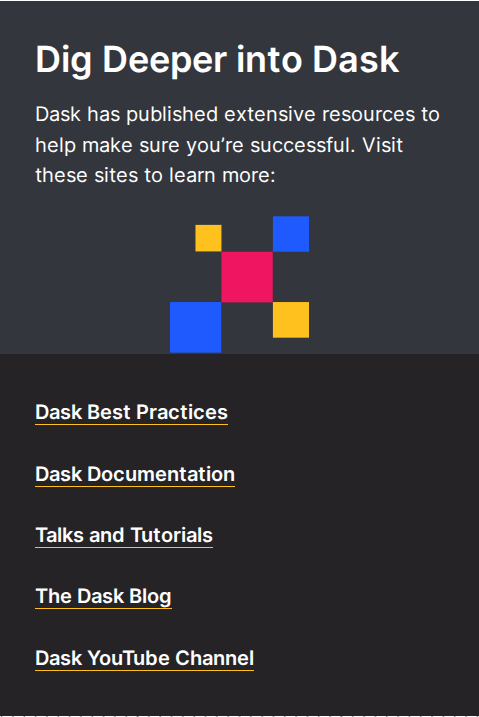 Dig Deeper into Dask
Dask has published extensive resources to
help make sure you’re successful. Visit
these sites to learn more:
Dask Best Practices
Dask Documentation
Talks and Tutorials
The Dask Blog
Dask YouTube Channel